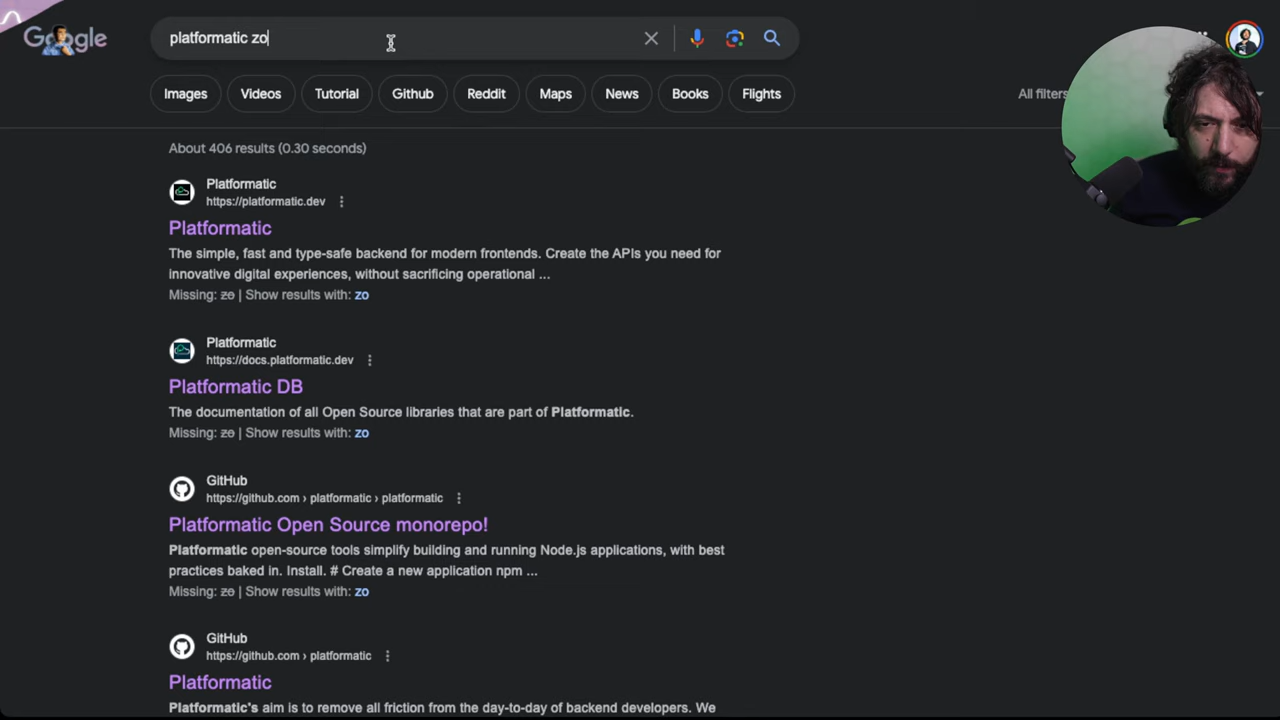 Google
platformatic zo
Images
Videos
Tutorial
Github
Reddit
Maps
News
Books
Flights
All filters
About 406 results (0.30 seconds)
Platformatic
https://platformatic.dev
Platformatic
The simple, fast and type-safe backend for modern frontends. Create the APIs you need for
innovative digital experiences, without sacrificing operational ...
Missing: zo | Show results with: zo
Platformatic
https://docs.platformatic.dev
Platformatic DB
The documentation of all Open Source libraries that are part of Platformatic.
Missing: zo | Show results with: zo
GitHub
https://github.com › platformatic › platformatic
Platformatic Open Source monorepo!
Platformatic open-source tools simplify building and running Node.js applications, with best
practices baked in. Install. # Create a new application npm ...
Missing: zo | Show results with: zo
GitHub
https://github.com › platformatic
Platformatic
Platformatic's aim is to remove all friction from the day-to-day of backend developers. We